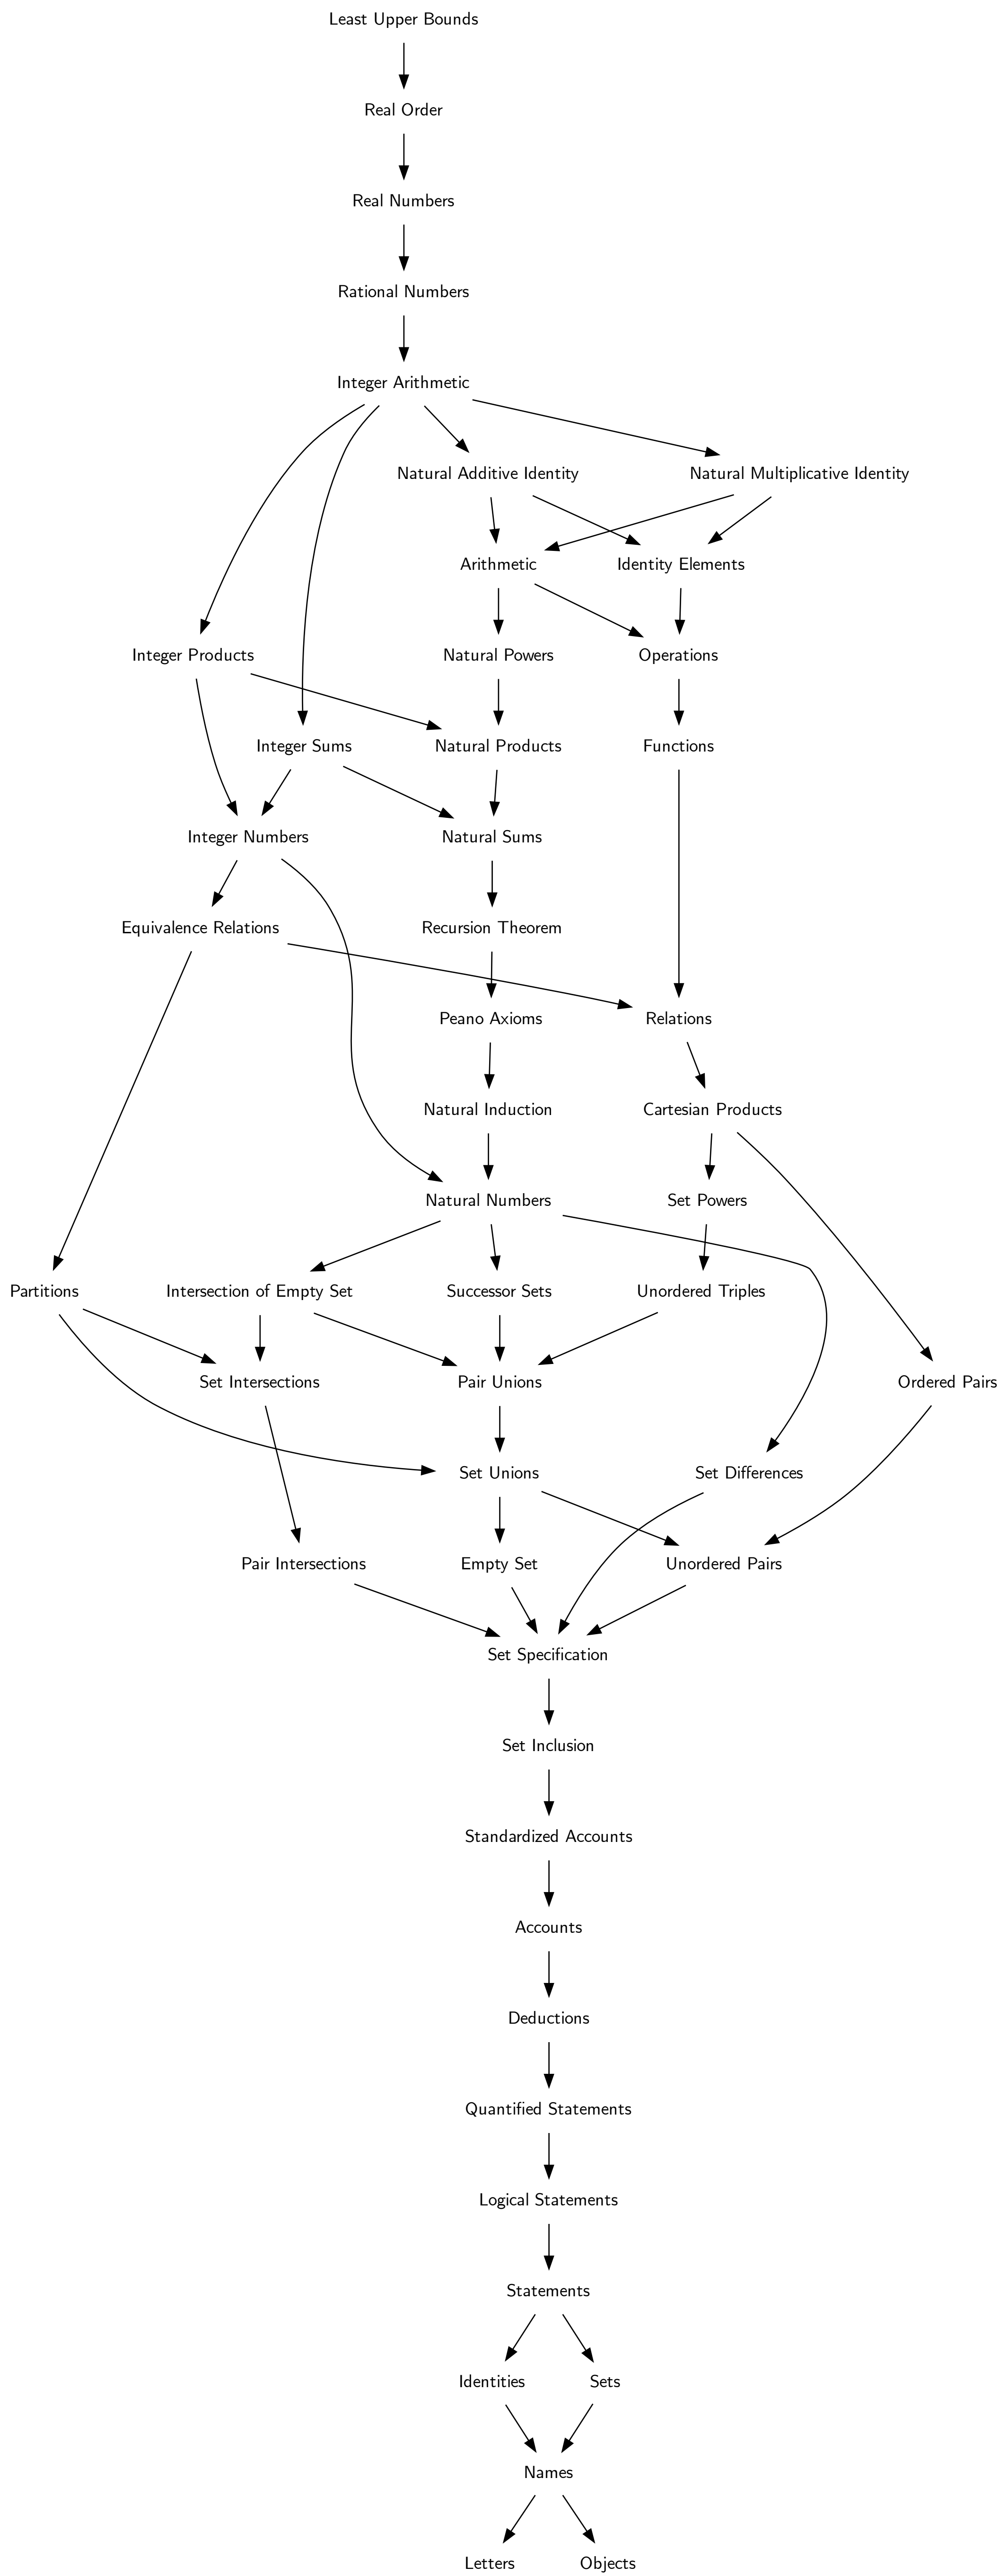 Least Upper Bounds
Real Order
Real Numbers
Rational Numbers
Integer Arithmetic
Natural Additive Identity
Natural Multiplicative Identity
Arithmetic
Identity Elements
Integer Products
Natural Powers
Operations
Integer Sums
Natural Products
Functions
Integer Numbers
Natural Sums
Equivalence Relations
Recursion Theorem
Peano Axioms
Relations
Natural Induction
Cartesian Products
Natural Numbers
Set Powers
Partitions
Intersection of Empty Set
Successor Sets
Unordered Triples
Set Intersections
Pair Unions
Ordered Pairs
Set Unions
Set Differences
Pair Intersections
Empty Set
Unordered Pairs
Set Specification
Set Inclusion
Standardized Accounts
Accounts
Deductions
Quantified Statements
Logical Statements
Statements
Identities
Sets
Names
Letters
Objects